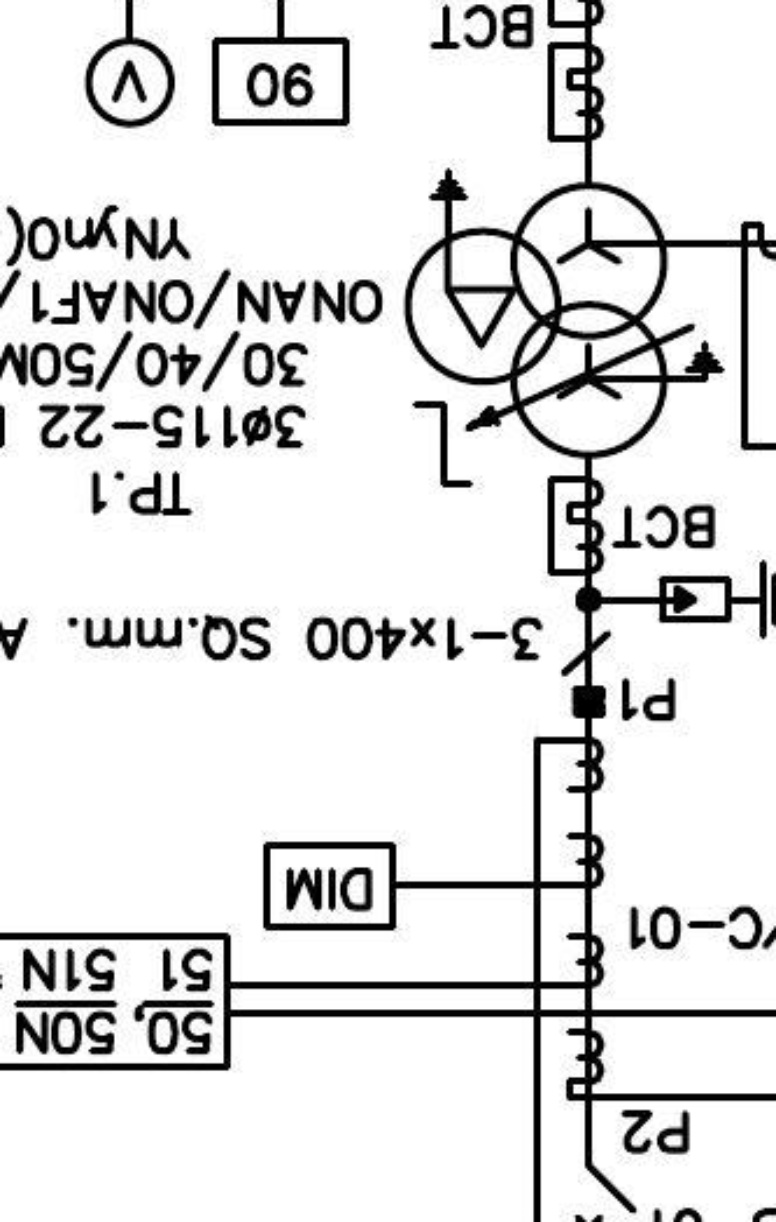 P2
50, 50N
51 51N
C-01
DIM
P1
3-1x400 SQ.mm. A
BCT
TP.1
3ø115-22
30/40/50M
ONAN/ONAF1/
YNyn0(
90
V
BCT